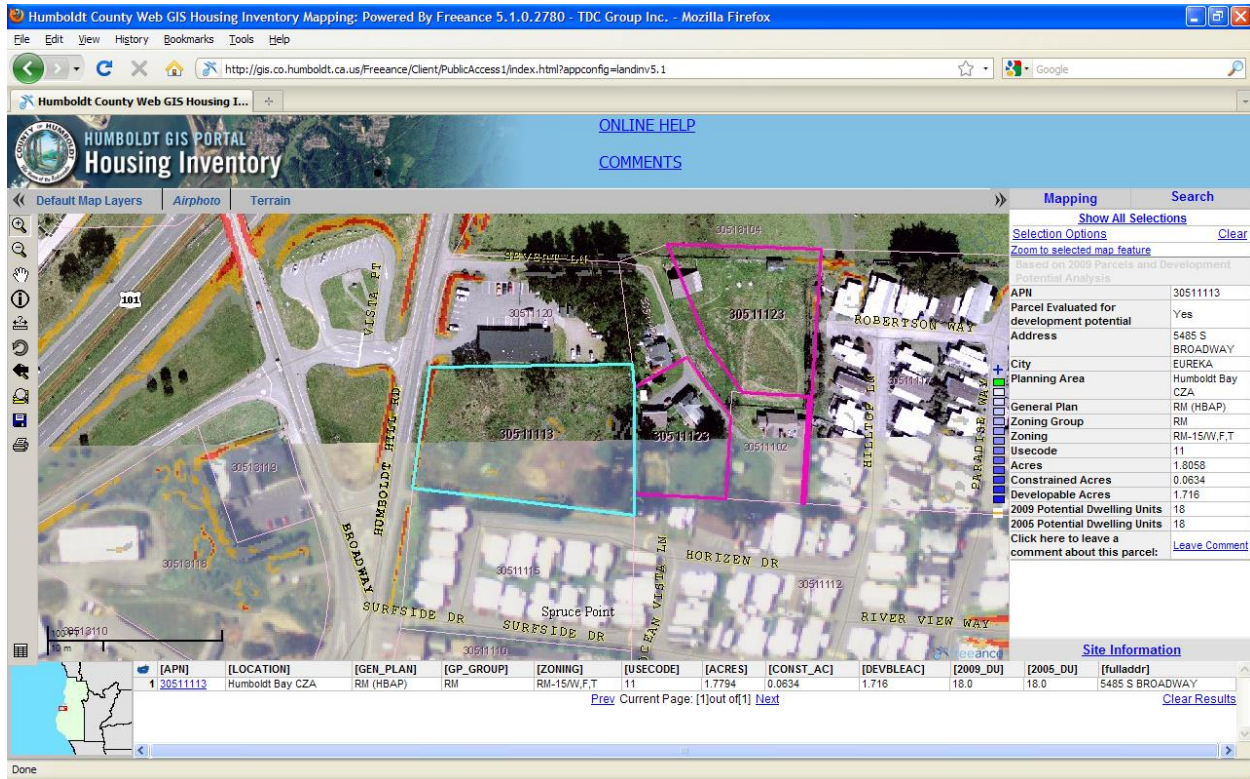 Humboldt County Web GIS Housing Inventory Mapping: Powered By Freeance 5.1.0.2780 - TDC Group Inc. - Mozilla Firefox
File Edit View History Bookmarks Tools Help
http://gis.co.humboldt.ca.us/Freeance/Client/PublicAccess1/index.html?appconfig=landinv5.1
Google
Humboldt County Web GIS Housing I...
HUMBOLDT GIS PORTAL
Housing Inventory
ONLINE HELP
COMMENTS
Default Map Layers Airphoto Terrain
Mapping Search
Show All Selections
Selection Options Clear
Zoom to selected map feature
Based on 2009 Parcels and Development
Potential Analysis
APN 30511113
Parcel Evaluated for
development potential Yes
Address 5485 S
BROADWAY
City EUREKA
Planning Area Humboldt Bay
CZA
General Plan RM (HBAP)
Zoning Group RM
Zoning RM-15/W,F,T
Usecode 11
Acres 1.8058
Constrained Acres 0.0634
Developable Acres 1.716
2009 Potential Dwelling Units 18
2005 Potential Dwelling Units 18
Click here to leave a
comment about this parcel: Leave Comment
Site Information
30518104
101
VISTA PT
30511120
30511123
ROBERTSON WAY
HUMBOLDT HILL RD
30511113
30511123
30511102
HILLTOP LN
PARADISE WAY
30513119
BROADWAY
HORIZEN DR
30513118
30511115
30511112
OCEAN VISTA LN
SURFSIDE DR
Spruce Point
SURFSIDE DR
RIVER VIEW WAY
100 FT
10 m
30513110
30511110
freeance
[APN] [LOCATION] [GEN_PLAN] [GP_GROUP] [ZONING] [USECODE] [ACRES] [CONST_AC] [DEVBLEAC] [2009_DU] [2005_DU] [fulladdr]
1 30511113 Humboldt Bay CZA RM (HBAP) RM RM-15/W,F,T 11 1.7794 0.0634 1.716 18.0 18.0 5485 S BROADWAY
Prev Current Page: [1]out of[1] Next
Clear Results
Done